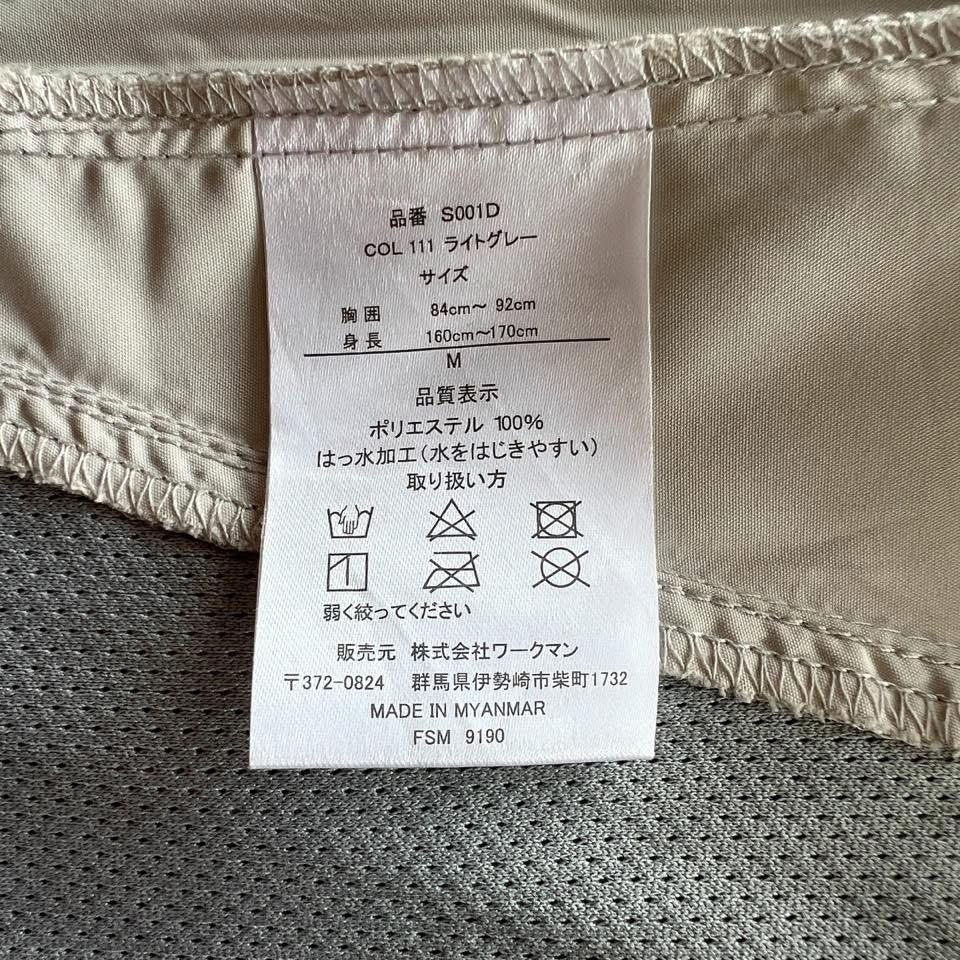 品番 S001D
COL 111 ライトグレー
サイズ
胸囲 84cm〜 92cm
身長 160cm〜170cm
M
品質表示
ポリエステル 100%
はっ水加工(水をはじきやすい)
取り扱い方
弱く絞ってください
販売元 株式会社ワークマン
〒372-0824 群馬県伊勢崎市柴町1732
MADE IN MYANMAR
FSM 9190